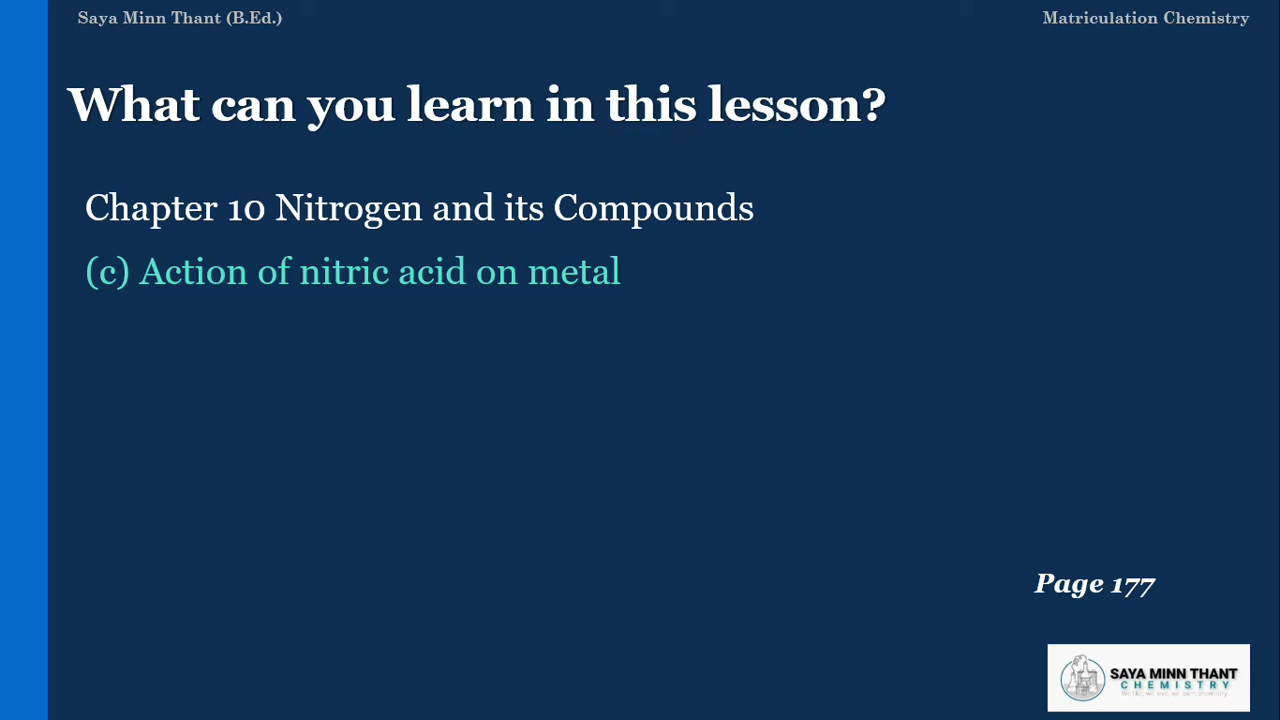 Saya Minn Thant (B.Ed.)
Matriculation Chemistry
What can you learn in this lesson?
Chapter 10 Nitrogen and its Compounds
(c) Action of nitric acid on metal
Page 177
SAYA MINN THANT
CHEMISTRY